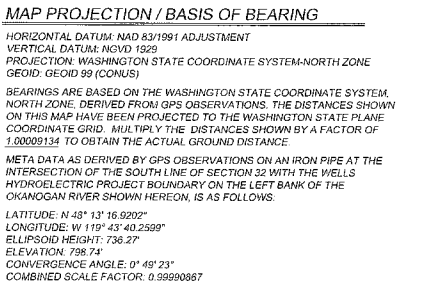 MAP PROJECTION / BASIS OF BEARING
HORIZONTAL DATUM: NAD 83/1991 ADJUSTMENT
VERTICAL DATUM: NGVD 1929
PROJECTION: WASHINGTON STATE COORDINATE SYSTEM-NORTH ZONE
GEOID: GEOID 99 (CONUS)
BEARINGS ARE BASED ON THE WASHINGTON STATE COORDINATE SYSTEM,
NORTH ZONE, DERIVED FROM GPS OBSERVATIONS. THE DISTANCES SHOWN
ON THIS MAP HAVE BEEN PROJECTED TO THE WASHINGTON STATE PLANE
COORDINATE GRID. MULTIPLY THE DISTANCES SHOWN BY A FACTOR OF
1.00009134 TO OBTAIN THE ACTUAL GROUND DISTANCE.
META DATA AS DERIVED BY GPS OBSERVATIONS ON AN IRON PIPE AT THE
INTERSECTION OF THE SOUTH LINE OF SECTION 32 WITH THE WELLS
HYDROELECTRIC PROJECT BOUNDARY ON THE LEFT BANK OF THE
OKANOGAN RIVER SHOWN HEREON, IS AS FOLLOWS:
LATITUDE: N 48° 13' 16.9202"
LONGITUDE: W 119° 43' 40.2599"
ELLIPSOID HEIGHT: 736.27'
ELEVATION: 798.74'
CONVERGENCE ANGLE: 0° 49' 23"
COMBINED SCALE FACTOR: 0.99990867